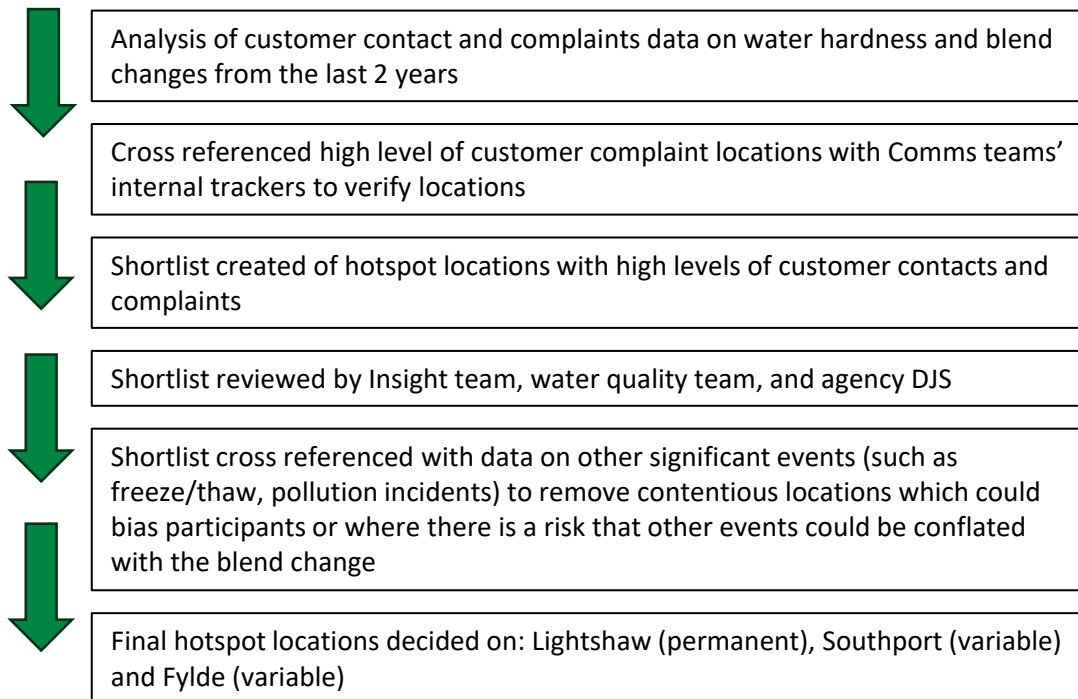 Analysis of customer contact and complaints data on water hardness and blend
changes from the last 2 years
Cross referenced high level of customer complaint locations with Comms teams’
internal trackers to verify locations
Shortlist created of hotspot locations with high levels of customer contacts and
complaints
Shortlist reviewed by Insight team, water quality team, and agency DJS
Shortlist cross referenced with data on other significant events (such as
freeze/thaw, pollution incidents) to remove contentious locations which could
bias participants or where there is a risk that other events could be conflated
with the blend change
Final hotspot locations decided on: Lightshaw (permanent), Southport (variable)
and Fylde (variable)